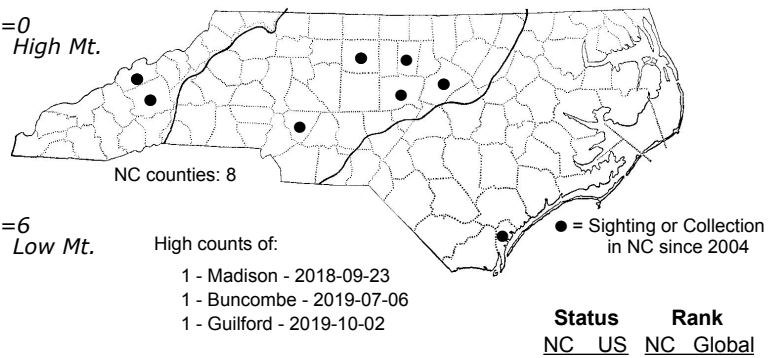 =0
High Mt.
NC counties: 8
=6
Low Mt.
High counts of:
1 - Madison - 2018-09-23
1 - Buncombe - 2019-07-06
1 - Guilford - 2019-10-02
● = Sighting or Collection
in NC since 2004
Status Rank
NC US NC Global